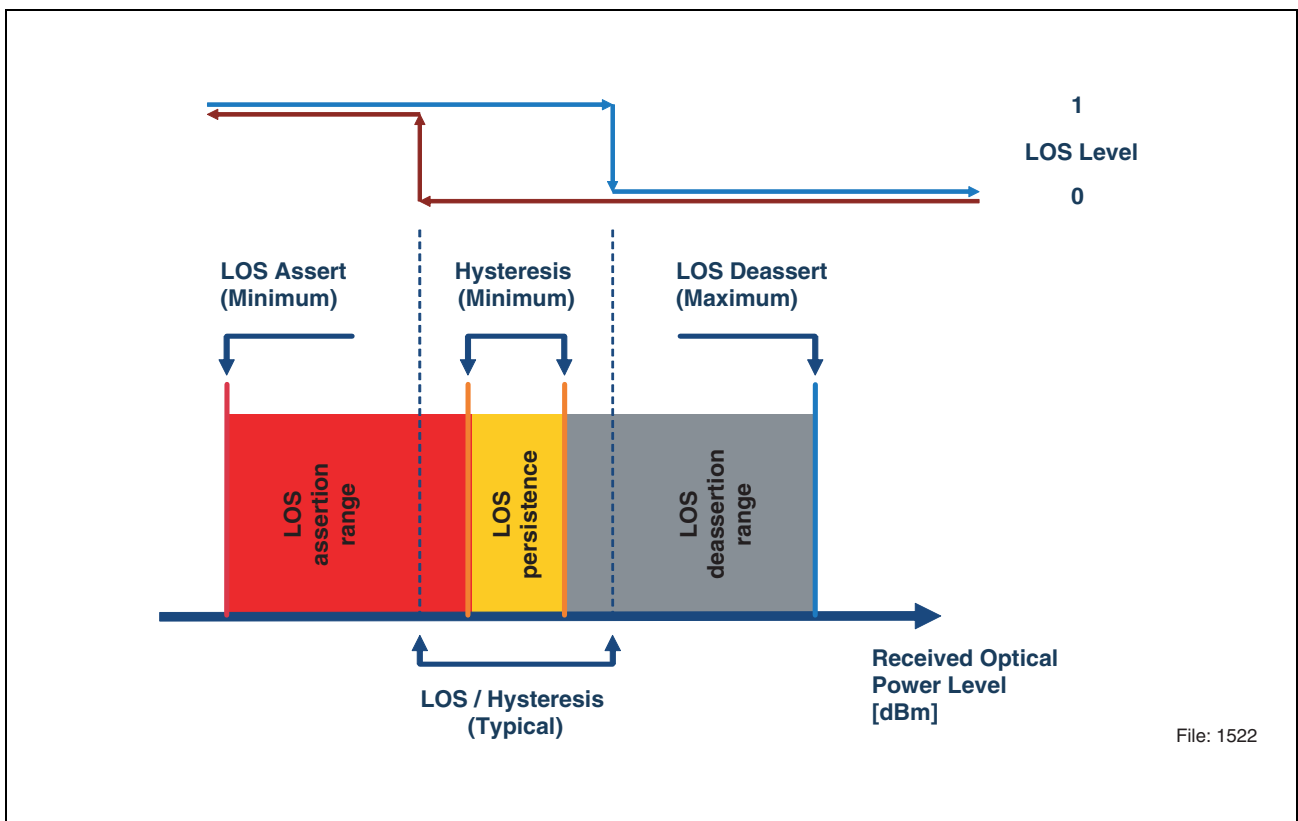 1
LOS Level
0
LOS Assert
(Minimum)
Hysteresis
(Minimum)
LOS Deassert
(Maximum)
LOS
assertion
range
LOS
persistence
LOS
deassertion
range
Received Optical
Power Level
[dBm]
LOS / Hysteresis
(Typical)
File: 1522